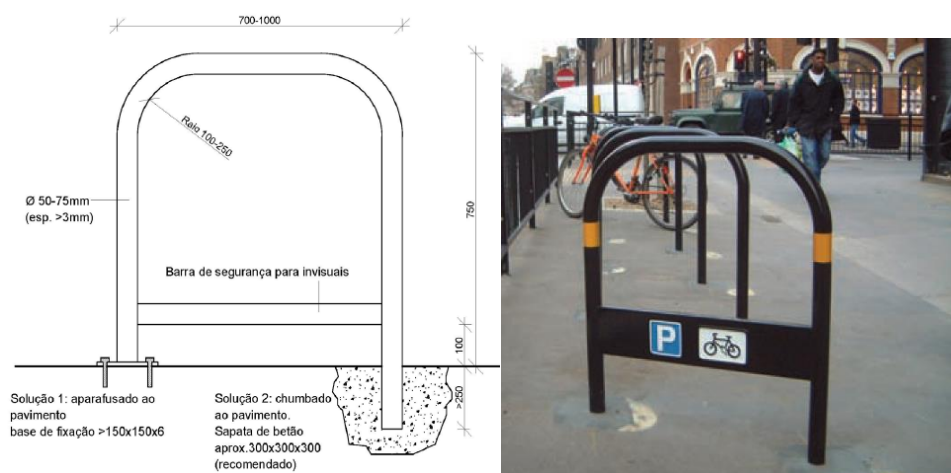 700-1000
Raio 100-250
Ø 50-75mm
(esp. >3mm)
750
Barra de segurança para invisuais
100
>250
Solução 1: aparafusado ao
pavimento
base de fixação >150x150x6
Solução 2: chumbado
ao pavimento.
Sapata de betão
aprox.300x300x300
(recomendado)
P